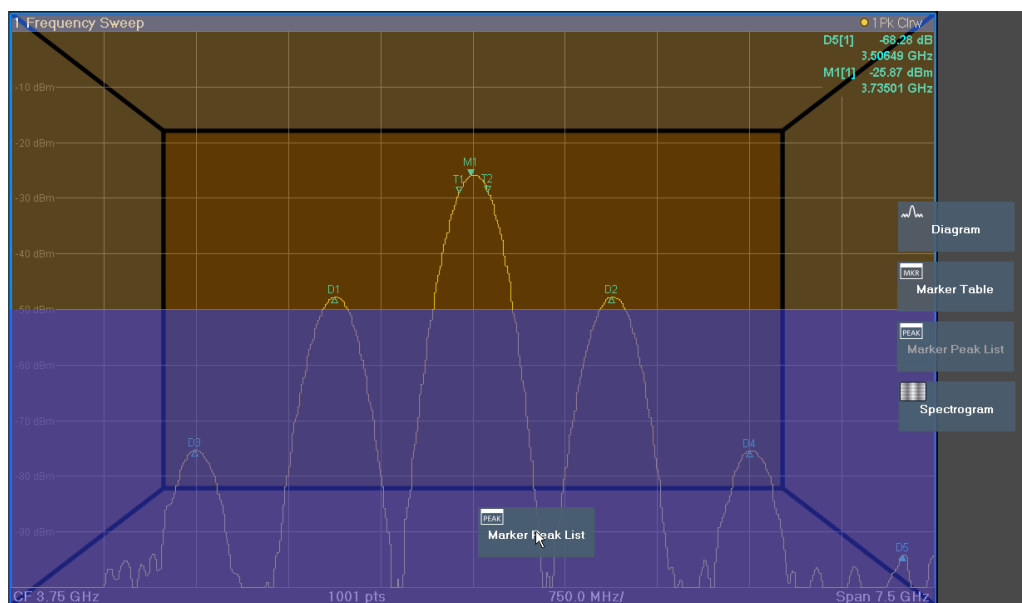 1 Frequency Sweep
1Pk Clrw
D5[1] -68.28 dB
3.50649 GHz
M1[1] -25.87 dBm
3.73501 GHz
-10 dBm
-20 dBm
M1
T1 T2
-30 dBm
Diagram
-40 dBm
MKR
Marker Table
D1 D2
-50 dBm
PEAK
Marker Peak List
-60 dBm
Spectrogram
-70 dBm
D3 D4
-80 dBm
PEAK
Marker Peak List
-90 dBm
D5
CF 3.75 GHz 1001 pts 750.0 MHz/ Span 7.5 GHz